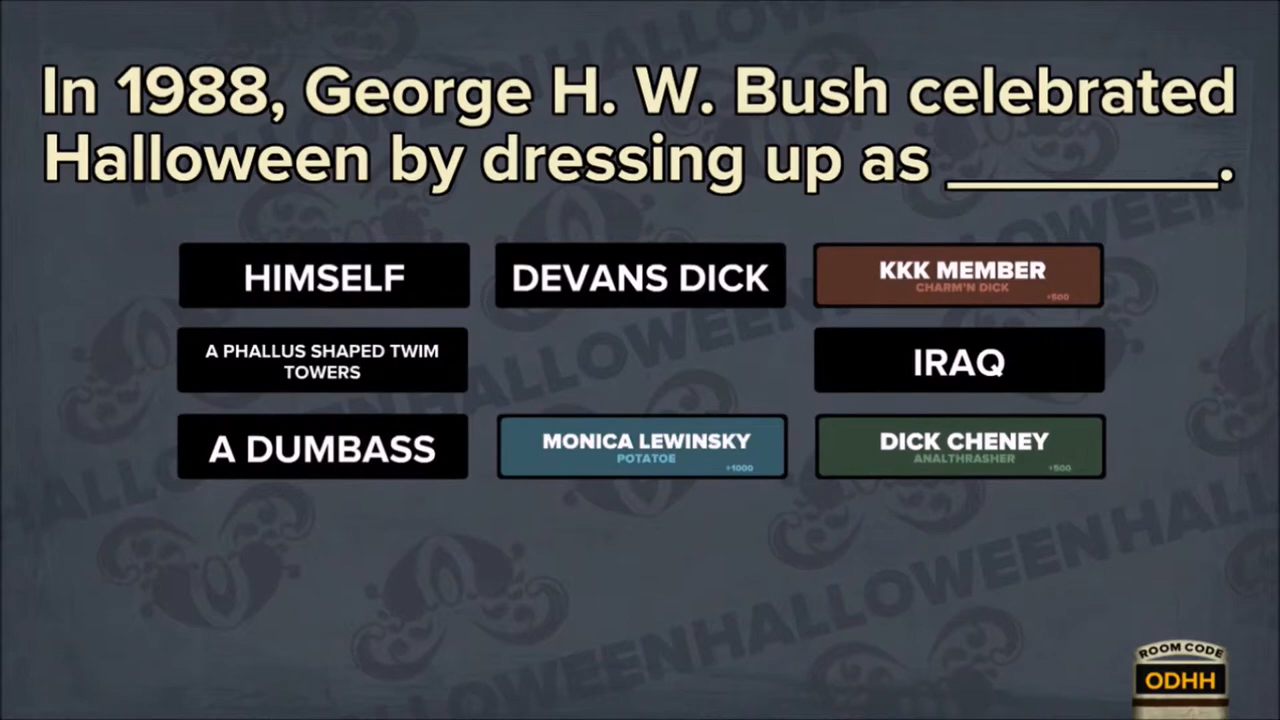 In 1988, George H. W. Bush celebrated
Halloween by dressing up as ________.
HIMSELF
DEVANS DICK
KKK MEMBER
CHARM'N DICK
+500
A PHALLUS SHAPED TWIM
TOWERS
IRAQ
A DUMBASS
MONICA LEWINSKY
POTATOE
+1000
DICK CHENEY
ANALTHRASHER
+500
ROOM CODE
ODHH